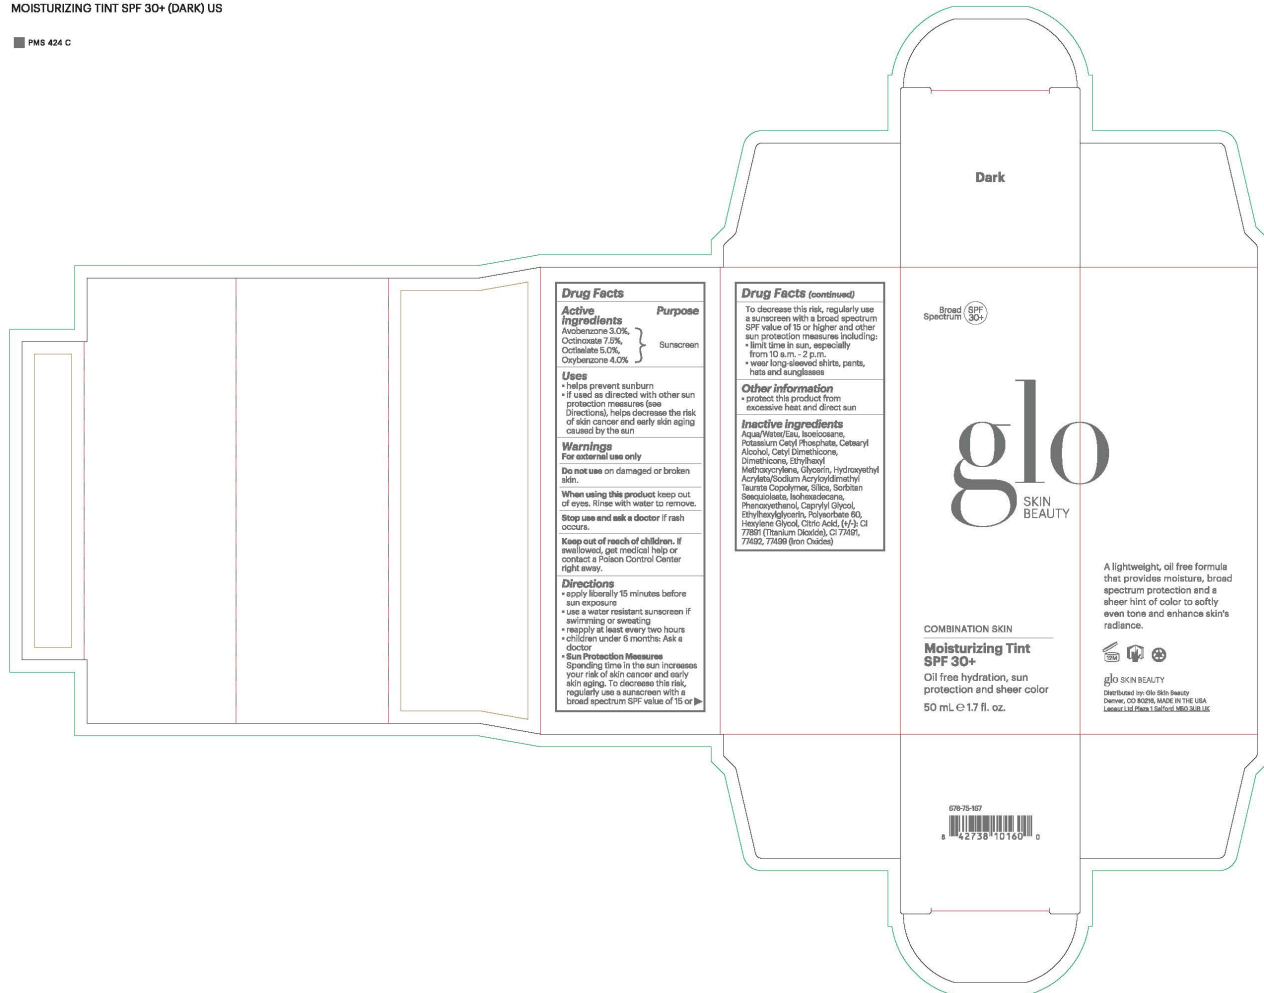 MOISTURIZING TINT SPF 30+ (DARK) US
PMS 424 C
Drug Facts
Active ingredients
Purpose
Avobenzone 3.0%,
Octinoxate 7.5%,
Octisalate 5.0%,
Oxybenzone 4.0%
Sunscreen
Uses
▪ helps prevent sunburn
▪ if used as directed with other sun
protection measures (see
Directions), helps decrease the risk
of skin cancer and early skin aging
caused by the sun
Warnings
For external use only
Do not use on damaged or broken
skin.
When using this product keep out
of eyes. Rinse with water to remove.
Stop use and ask a doctor if rash
occurs.
Keep out of reach of children. If
swallowed, get medical help or
contact a Poison Control Center
right away.
Directions
▪ apply liberally 15 minutes before
sun exposure
▪ use a water resistant sunscreen if
swimming or sweating
▪ reapply at least every two hours
▪ children under 6 months: Ask a
doctor
▪ Sun Protection Measures
Spending time in the sun increases
your risk of skin cancer and early
skin aging. To decrease this risk,
regularly use a sunscreen with a
broad spectrum SPF value of 15 or
Drug Facts (continued)
To decrease this risk, regularly use
a sunscreen with a broad spectrum
SPF value of 15 or higher and other
sun protection measures including:
▪ limit time in sun, especially
from 10 a.m. - 2 p.m.
▪ wear long-sleeved shirts, pants,
hats and sunglasses
Other information
▪ protect this product from
excessive heat and direct sun
Inactive ingredients
Aqua/Water/Eau, Isoeicosane,
Potassium Cetyl Phosphate, Cetearyl
Alcohol, Cetyl Dimethicone,
Dimethicone, Ethylhexyl
Methoxycrylene, Glycerin, Hydroxyethyl
Acrylate/Sodium Acryloyldimethyl
Taurate Copolymer, Silica, Sorbitan
Sesquioleate, Isohexadecane,
Phenoxyethanol, Caprylyl Glycol,
Ethylhexylglycerin, Polysorbate 60,
Hexylene Glycol, Citric Acid, (+/-): CI
77891 (Titanium Dioxide), CI 77491,
77492, 77499 (Iron Oxides)
Dark
Broad
Spectrum
SPF
30+
glo
SKIN
BEAUTY
COMBINATION SKIN
Moisturizing Tint
SPF 30+
Oil free hydration, sun
protection and sheer color
50 mL ℮ 1.7 fl. oz.
678-75-167
8 42738 10160 0
A lightweight, oil free formula
that provides moisture, broad
spectrum protection and a
sheer hint of color to softly
even tone and enhance skin's
radiance.
12M
glo SKIN BEAUTY
Distributed by: Glo Skin Beauty
Denver, CO 80216, MADE IN THE USA
Leceur Ltd Plaza 1 Salford M50 3UB UK